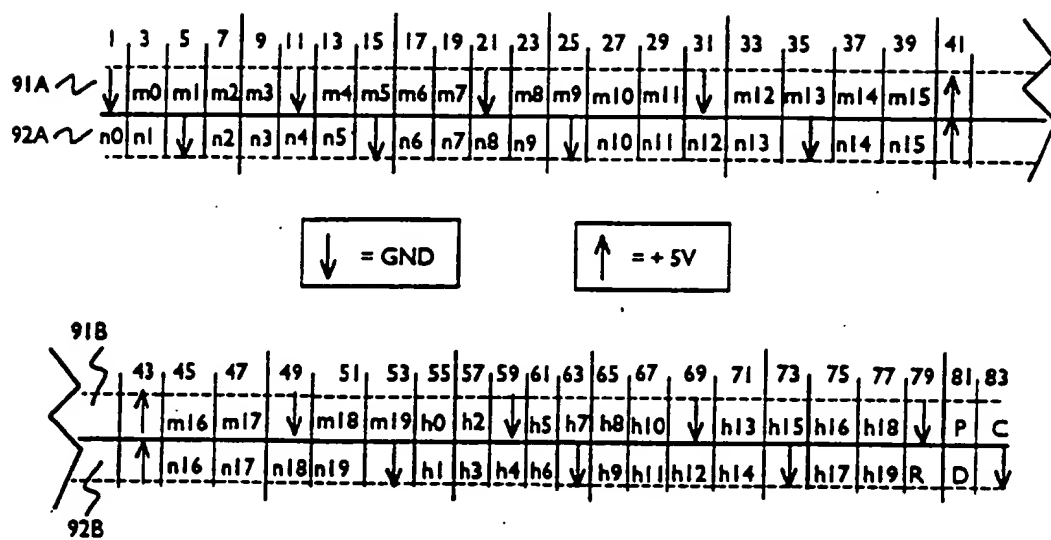 1 3 5 7 9 11 13 15 17 19 21 23 25 27 29 31 33 35 37 39 41
91A m0 m1 m2 m3 m4 m5 m6 m7 m8 m9 m10 m11 m12 m13 m14 m15
92A n0 n1 n2 n3 n4 n5 n6 n7 n8 n9 n10 n11 n12 n13 n14 n15
= GND = + 5V
91B
43 45 47 49 51 53 55 57 59 61 63 65 67 69 71 73 75 77 79 81 83
m16 m17 m18 m19 h0 h2 h5 h7 h8 h10 h13 h15 h16 h18 P C
n16 n17 n18 n19 h1 h3 h4 h6 h9 h11 h12 h14 h17 h19 R D
92B